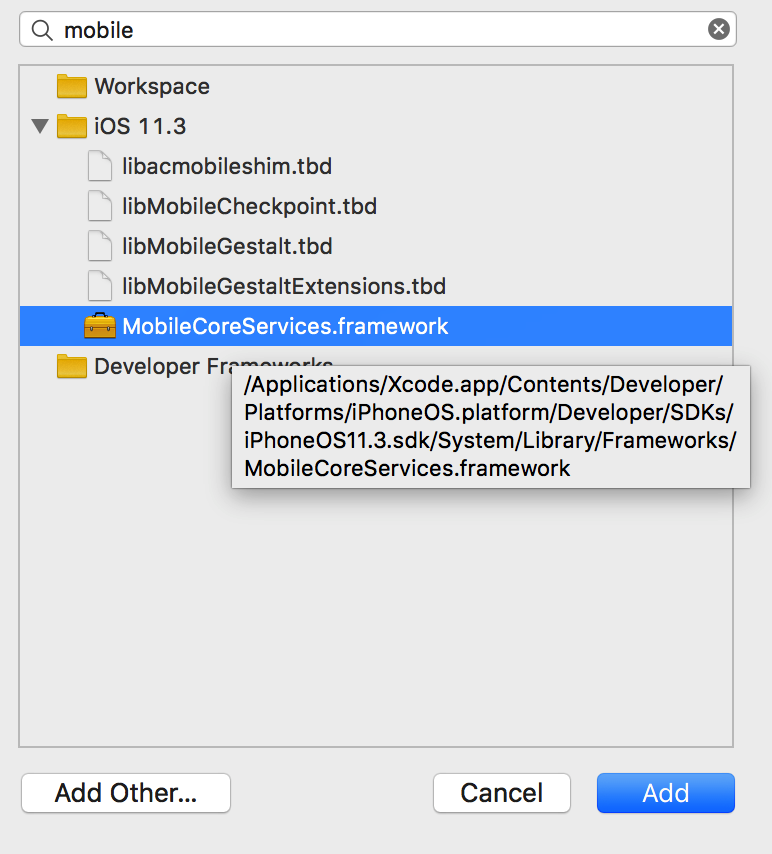 mobile
Workspace
iOS 11.3
libacmobileshim.tbd
libMobileCheckpoint.tbd
libMobileGestalt.tbd
libMobileGestaltExtensions.tbd
MobileCoreServices.framework
Developer Frameworks
/Applications/Xcode.app/Contents/Developer/
Platforms/iPhoneOS.platform/Developer/SDKs/
iPhoneOS11.3.sdk/System/Library/Frameworks/
MobileCoreServices.framework
Add Other...
Cancel
Add